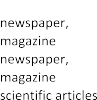 newspaper,
magazine
newspaper,
magazine
scientific articles